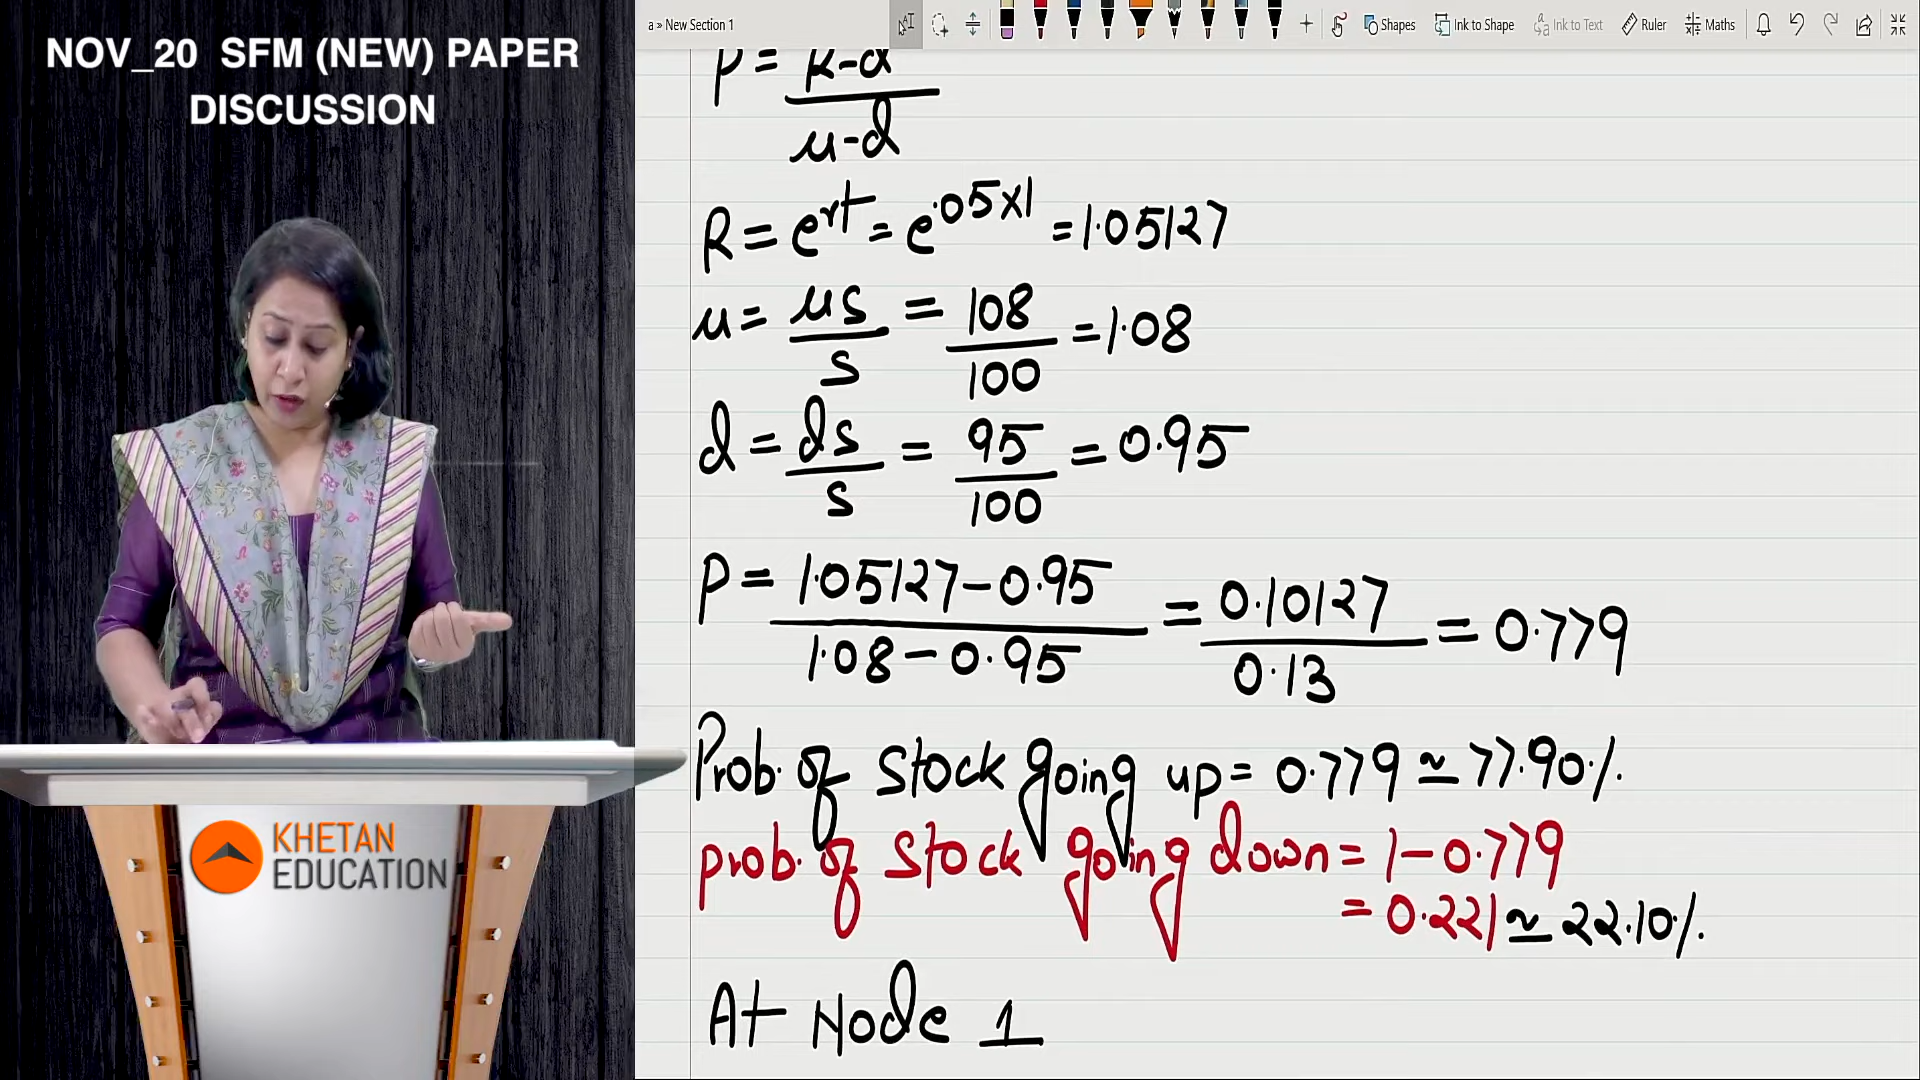 NOV_20 SFM (NEW) PAPER
DISCUSSION
a » New Section 1
Shapes
Ink to Shape
Ink to Text
Ruler
Maths
P = R-d / u-d
R = e^rt = e^.05×1 = 1.05127
u = us / s = 108 / 100 = 1.08
d = ds / s = 95 / 100 = 0.95
P = 1.05127 - 0.95 / 1.08 - 0.95 = 0.10127 / 0.13 = 0.779
Prob. of stock going up = 0.779 ≃ 77.90%
prob. of stock going down = 1 - 0.779
= 0.221 ≃ 22.10%
At Node 1
KHETAN
EDUCATION